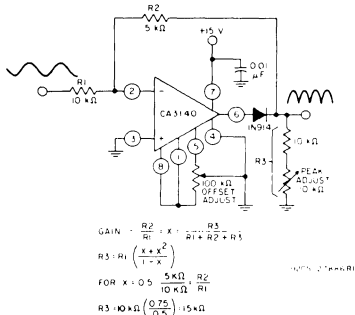 R2
5 kΩ
+15 V
0.01
μF
R1
10 kΩ
2
7
CA3140
6
1N914
3
8
1
5
4
10 kΩ
R3
PEAK
ADJUST
10 kΩ
100 kΩ
OFFSET
ADJUST
GAIN = R2/R1 = X = R3/(R1 + R2 + R3)
R3 = R1 (X + X²/1 - X)
FOR X = 0.5 5 KΩ/10 KΩ = R2/R1
R3 = 10 kΩ (0.75/0.5) = 15 kΩ